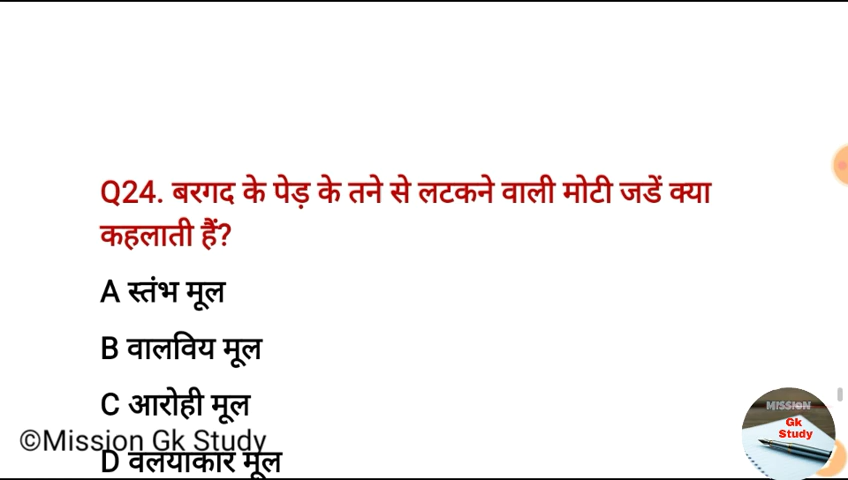 Q24. बरगद के पेड़ के तने से लटकने वाली मोटी जडें क्या
कहलाती हैं?
A स्तंभ मूल
B वालविय मूल
C आरोही मूल
©Mission Gk Study
D वलयाकार मूल
MISSION
Gk
Study